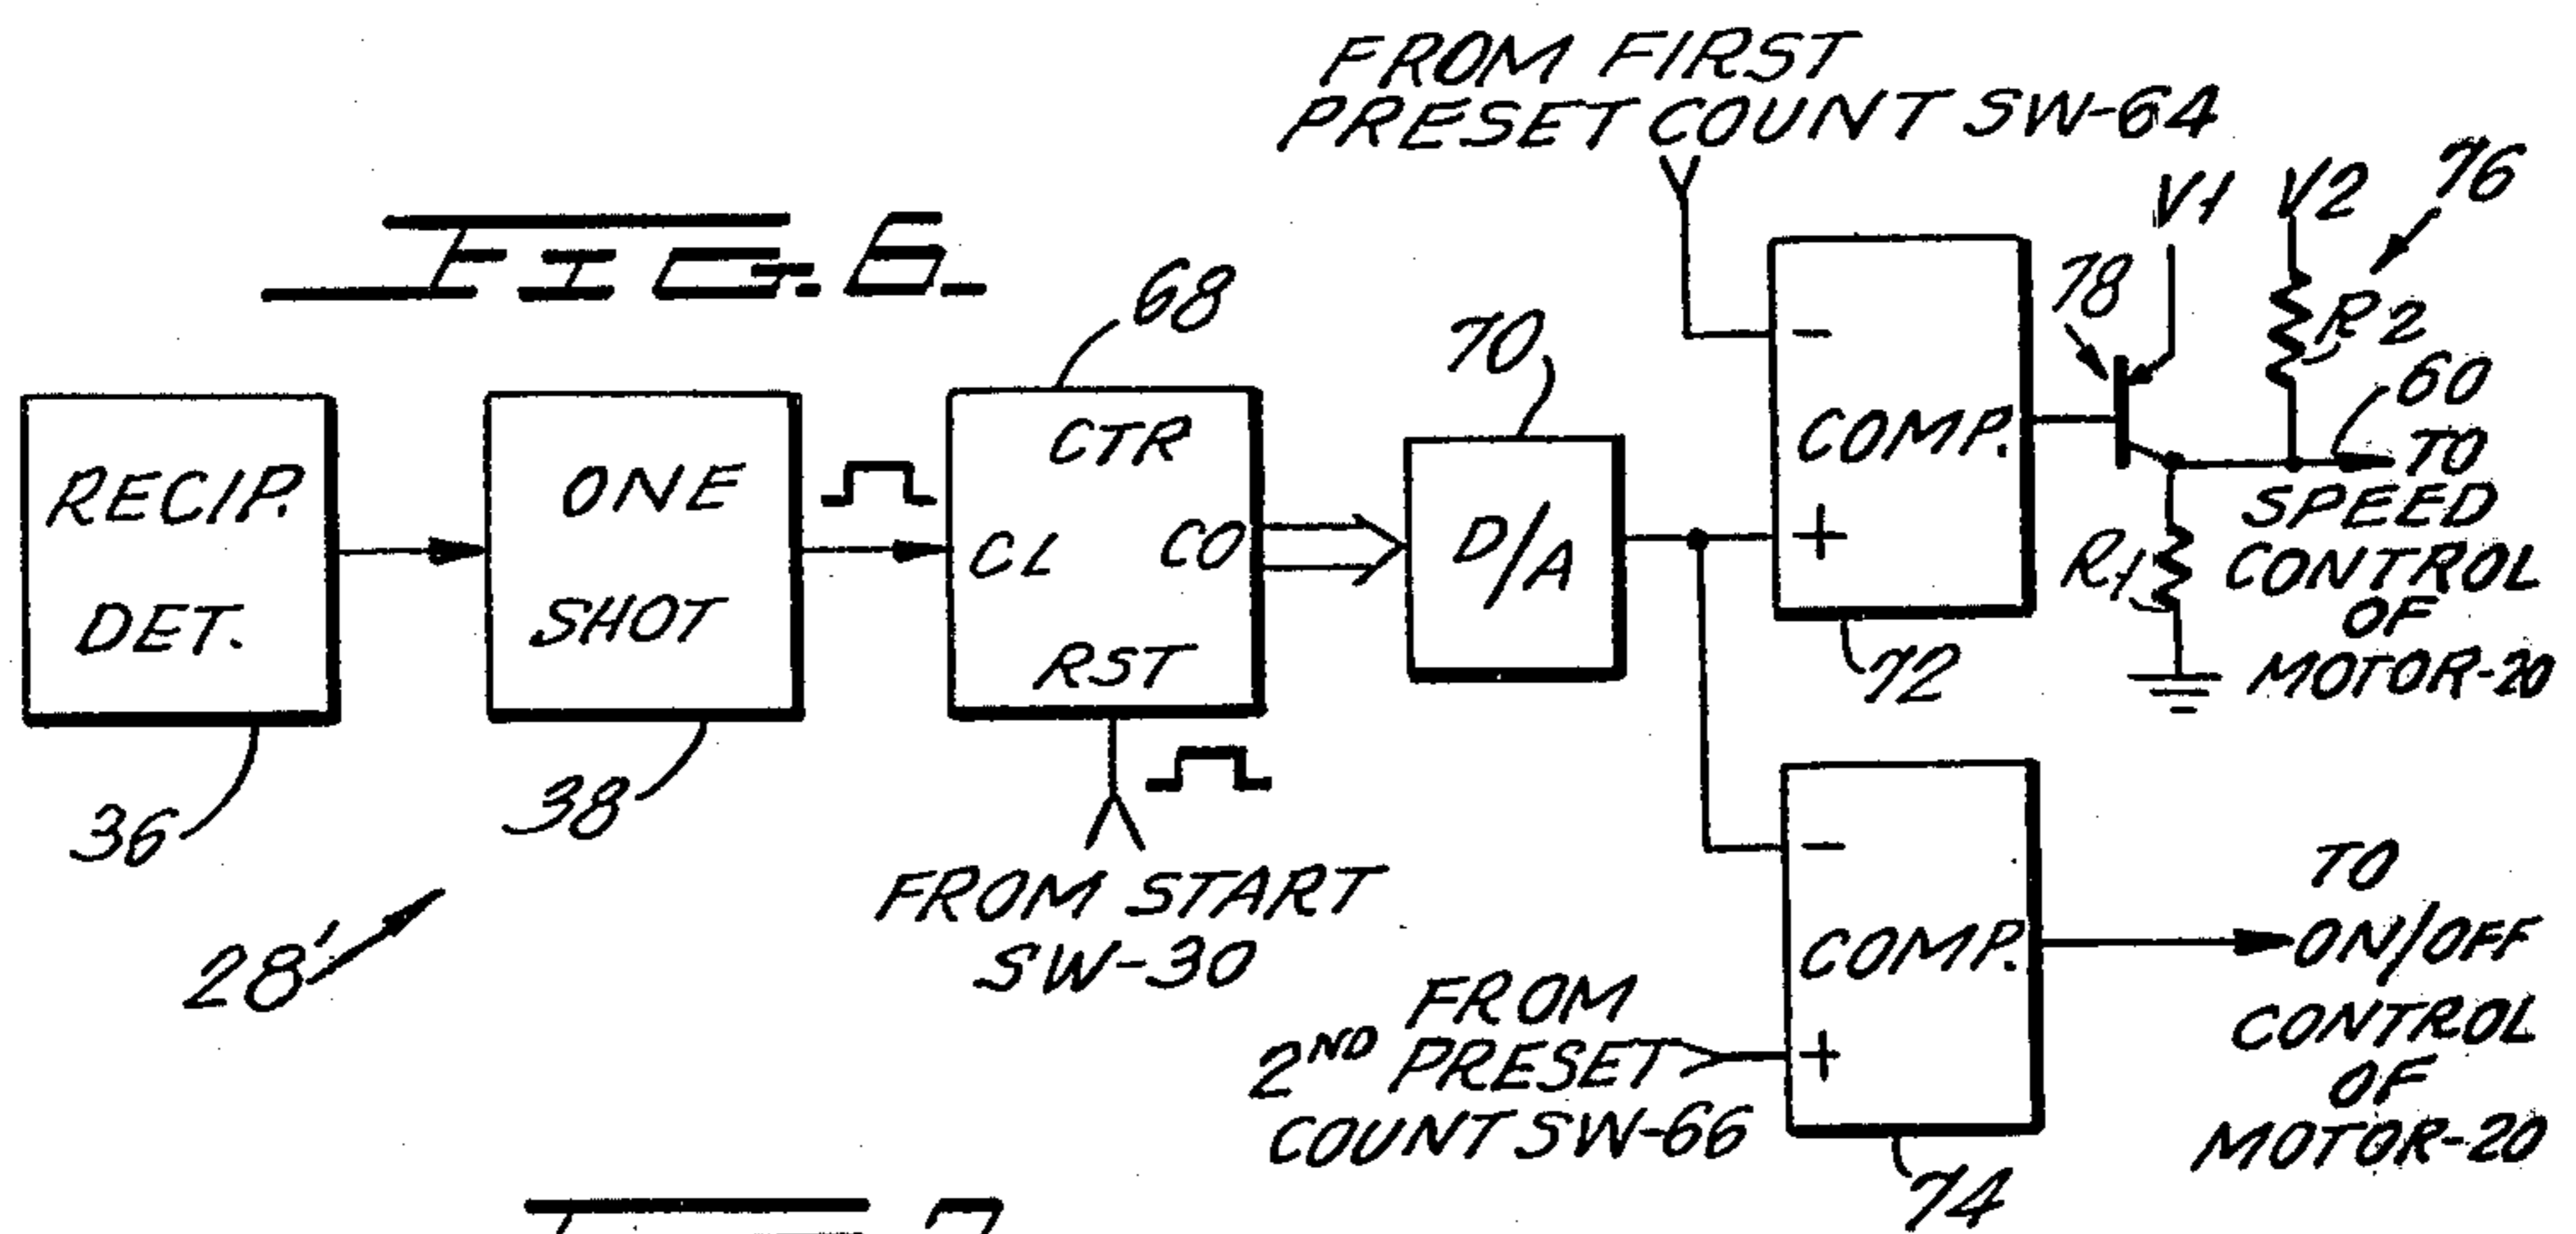 FROM FIRST
PRESET COUNT SW-64
FIG. 6.
V1
V2
76
78
R2
60
68
70
RECIP.
DET.
ONE
SHOT
CTR
CL
CO
RST
D/A
-
COMP.
+
TO
SPEED
CONTROL
OF
MOTOR-20
R1
72
36
38
28'
FROM START
SW-30
-
COMP.
+
FROM
2ND PRESET
COUNT SW-66
74
TO
ON/OFF
CONTROL
OF
MOTOR-20